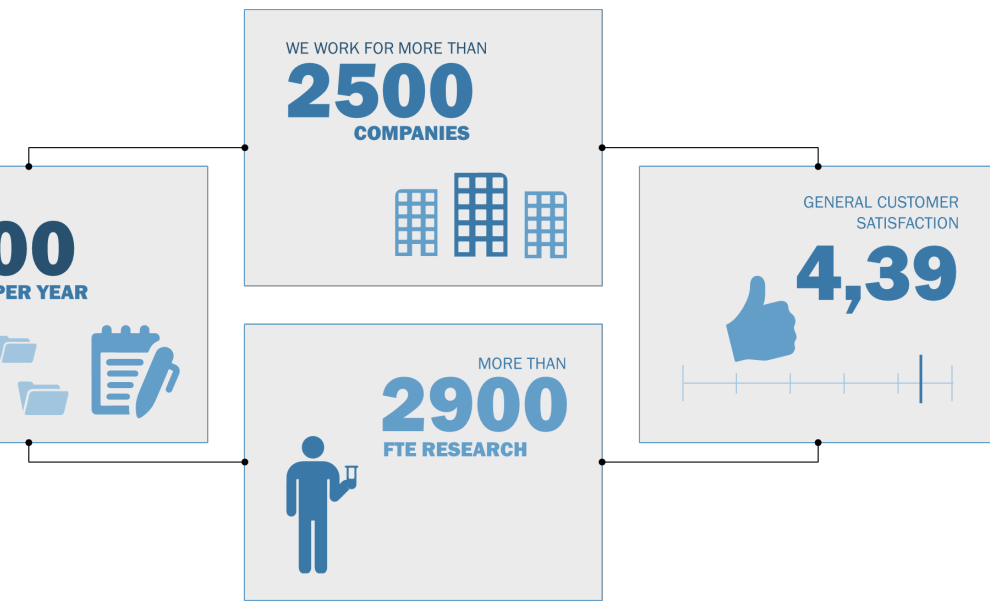 WE WORK FOR MORE THAN
2500
COMPANIES
00
PER YEAR
GENERAL CUSTOMER
SATISFACTION
4,39
MORE THAN
2900
FTE RESEARCH